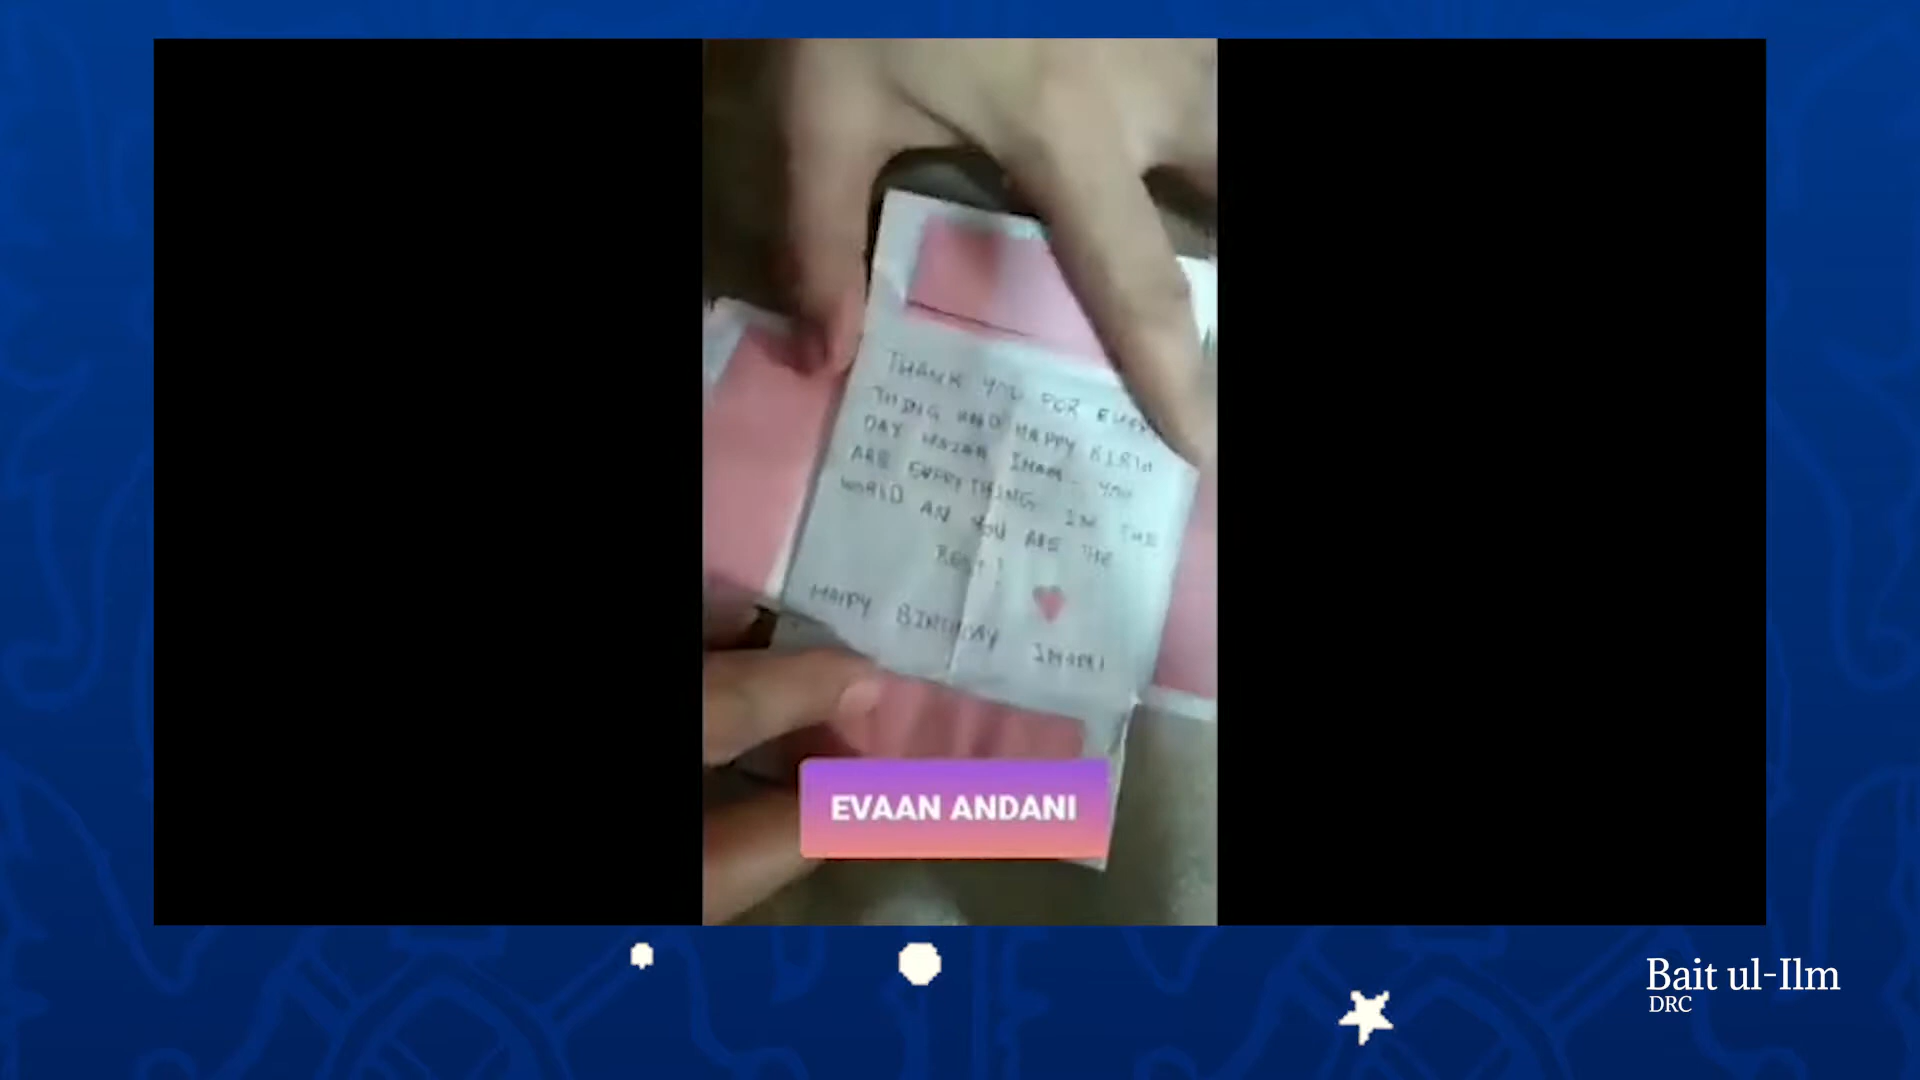 THANK YOU FOR EVERY
THING AND HAPPY BIRTH
DAY HAZAR IMAM.. YOU
ARE EVERYTHING IN THE
WORLD AN YOU ARE THE
BEST!
HAPPY BIRTHDAY IMAM!
EVAAN ANDANI
Bait ul-Ilm
DRC